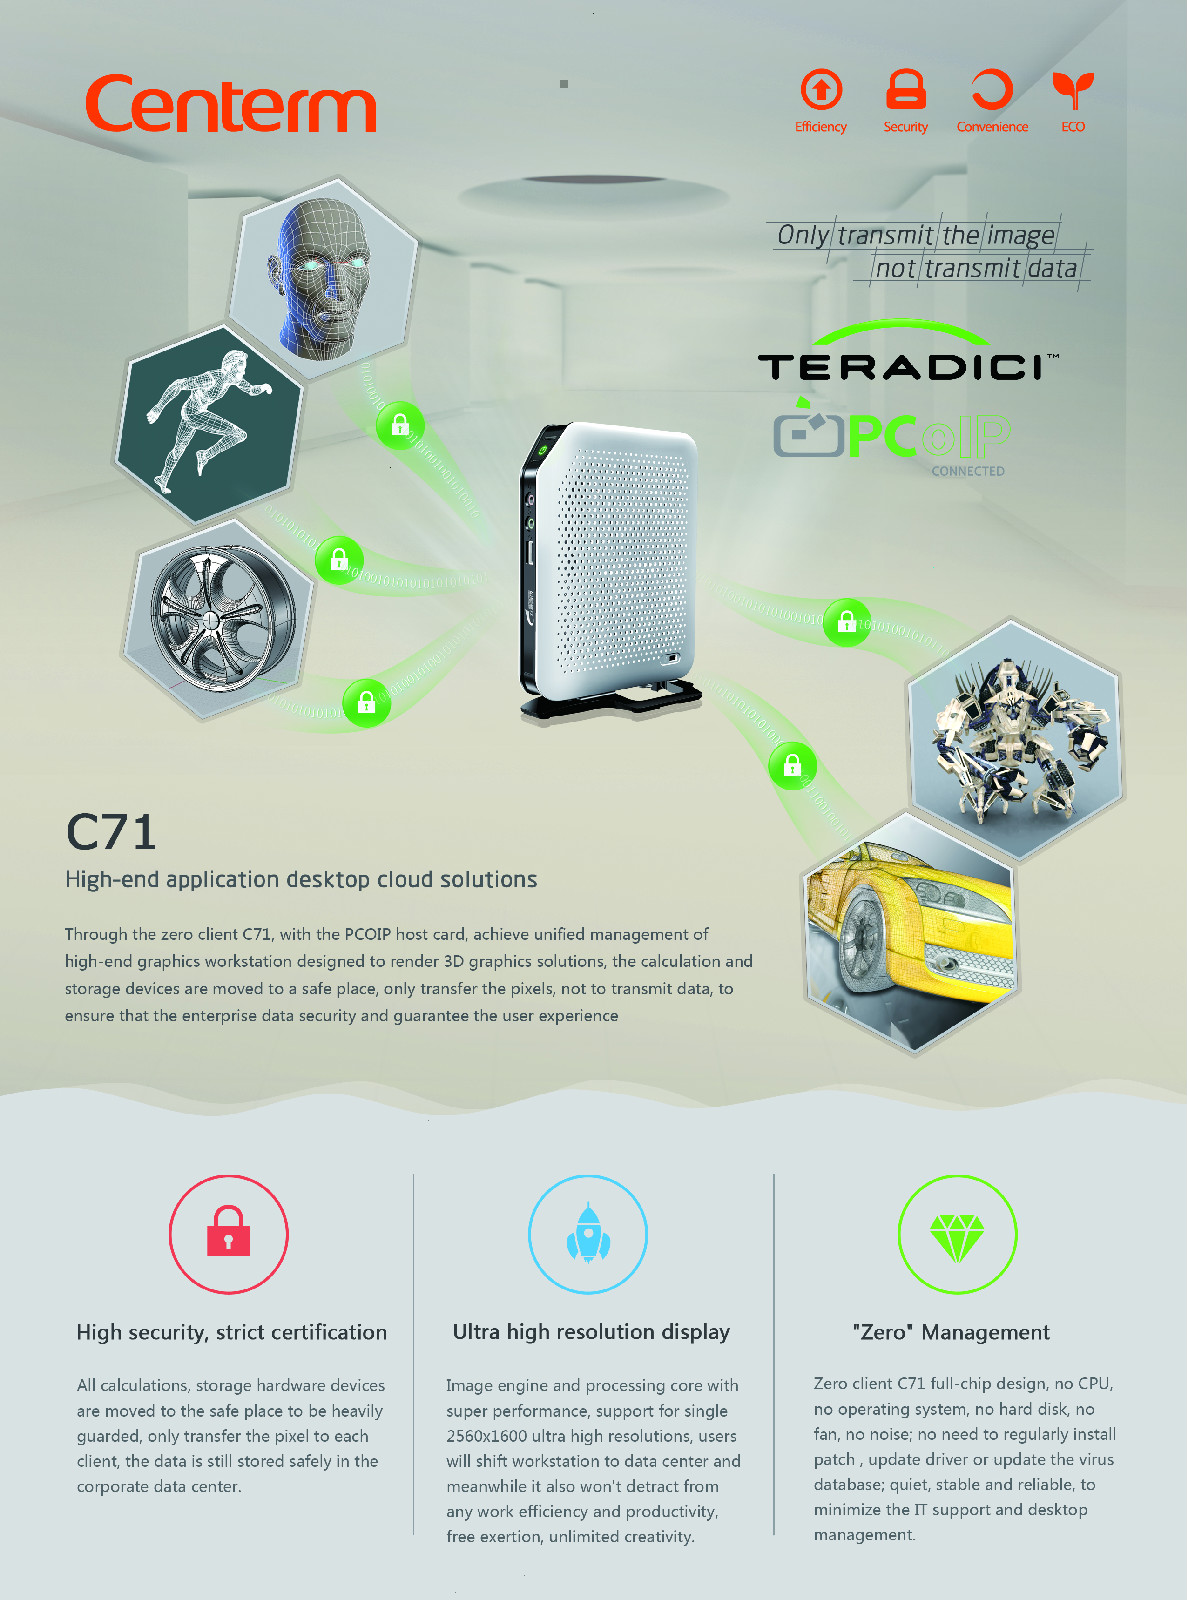 Centerm
Efficiency
Security
Convenience
ECO
Only transmit the image
not transmit data
TERADICI™
PCoIP
CONNECTED
C71
High-end application desktop cloud solutions
Through the zero client C71, with the PCOIP host card, achieve unified management of
high-end graphics workstation designed to render 3D graphics solutions, the calculation and
storage devices are moved to a safe place, only transfer the pixels, not to transmit data, to
ensure that the enterprise data security and guarantee the user experience
High security, strict certification
All calculations, storage hardware devices
are moved to the safe place to be heavily
guarded, only transfer the pixel to each
client, the data is still stored safely in the
corporate data center.
Ultra high resolution display
Image engine and processing core with
super performance, support for single
2560x1600 ultra high resolutions, users
will shift workstation to data center and
meanwhile it also won't detract from
any work efficiency and productivity,
free exertion, unlimited creativity.
"Zero" Management
Zero client C71 full-chip design, no CPU,
no operating system, no hard disk, no
fan, no noise; no need to regularly install
patch , update driver or update the virus
database; quiet, stable and reliable, to
minimize the IT support and desktop
management.